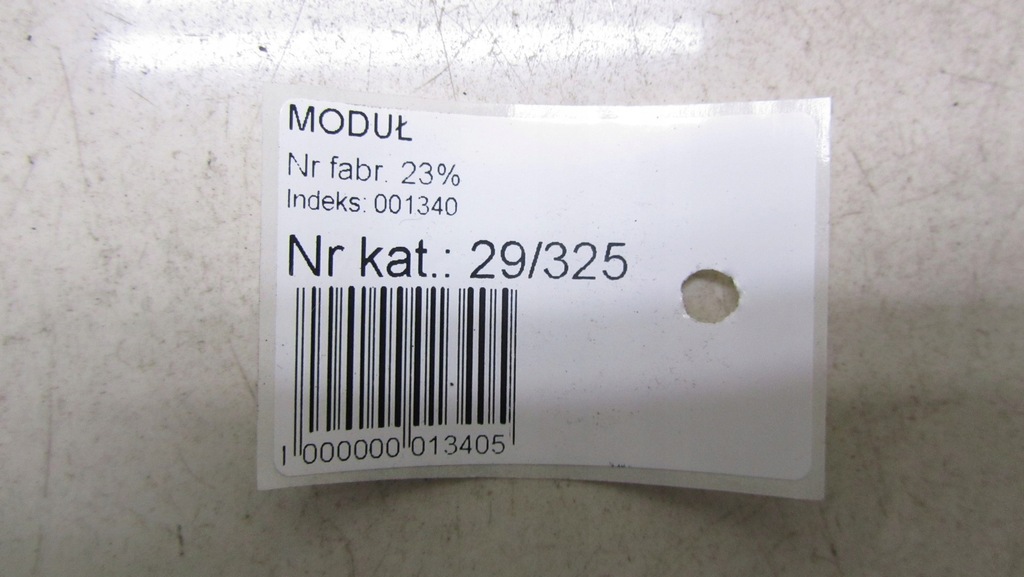 MODUŁ
Nr fabr. 23%
Indeks: 001340
Nr kat.: 29/325
1 000000 013405